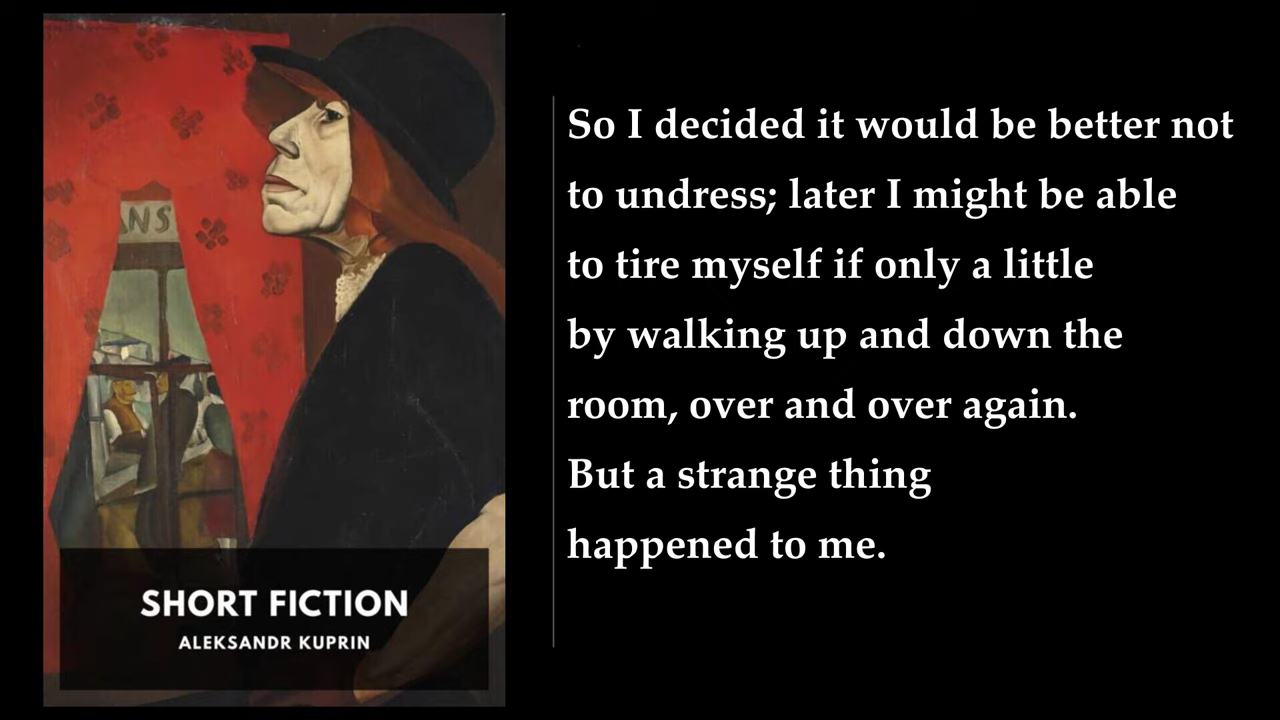 ANS
SHORT FICTION
ALEKSANDR KUPRIN
So I decided it would be better not
to undress; later I might be able
to tire myself if only a little
by walking up and down the
room, over and over again.
But a strange thing
happened to me.